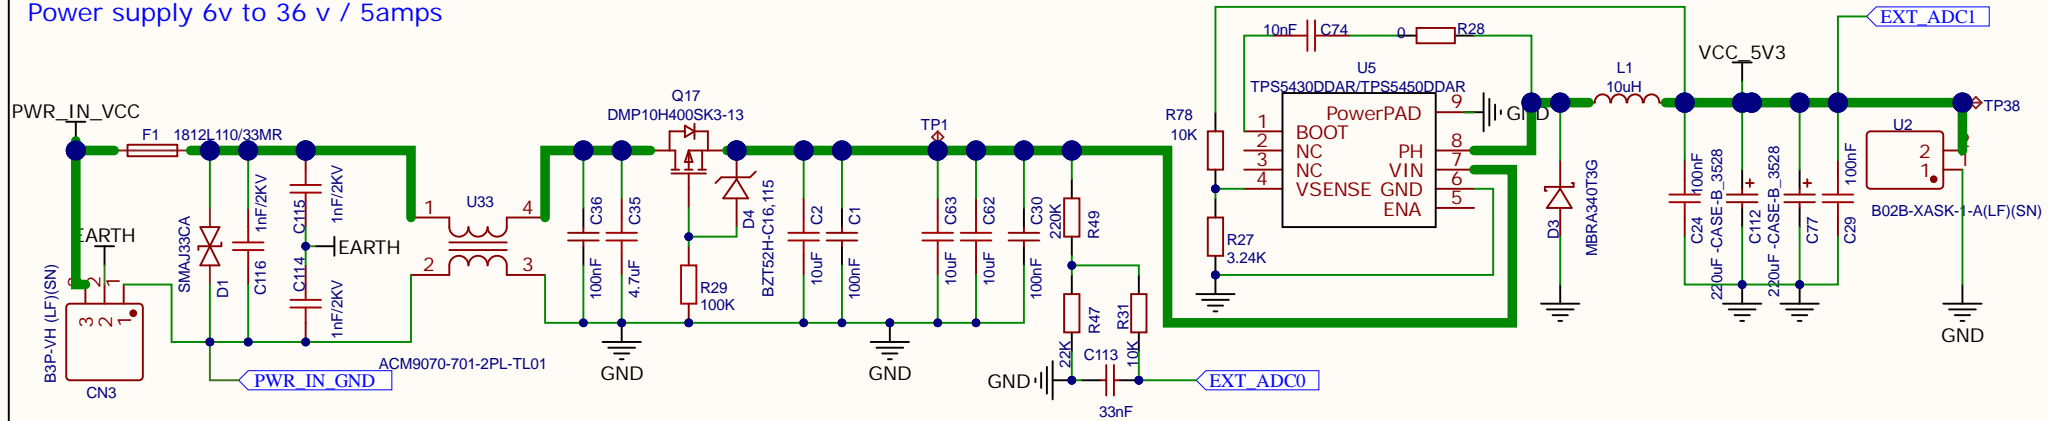 Power supply 6v to 36 v / 5amps
PWR_IN_VCC
F1
1812L110/33MR
EARTH
SMAJ33CA
D1
1nF/2KV
C116
C115
1nF/2KV
EARTH
C114
1nF/2KV
B3P-VH (LF)(SN)
3
2
1
3
2
1
CN3
PWR_IN_GND
ACM9070-701-2PL-TL01
U33
1
4
2
3
C36
100nF
C35
4.7uF
GND
Q17
DMP10H400SK3-13
R29
100K
D4
BZT52H-C16,115
C2
10uF
C1
100nF
GND
TP1
C63
10uF
C62
10uF
C30
100nF
220K
R49
R47
22K
R31
10K
GND
C113
33nF
EXT_ADC0
10nF
C74
0
R28
U5
TPS5430DDAR/TPS5450DDAR
R78
10K
R27
3.24K
1
BOOT
2
NC
3
NC
4
VSENSE
PowerPAD
9
GND
PH
8
VIN
7
GND
6
ENA
5
D3
MBRA340T3G
L1
10uH
VCC_5V3
EXT_ADC1
C24
100nF
220uF -CASE-B_3528
C112
+
220uF -CASE-B_3528
C77
+
C29
100nF
TP38
U2
2
1
2
1
B02B-XASK-1-A(LF)(SN)
GND